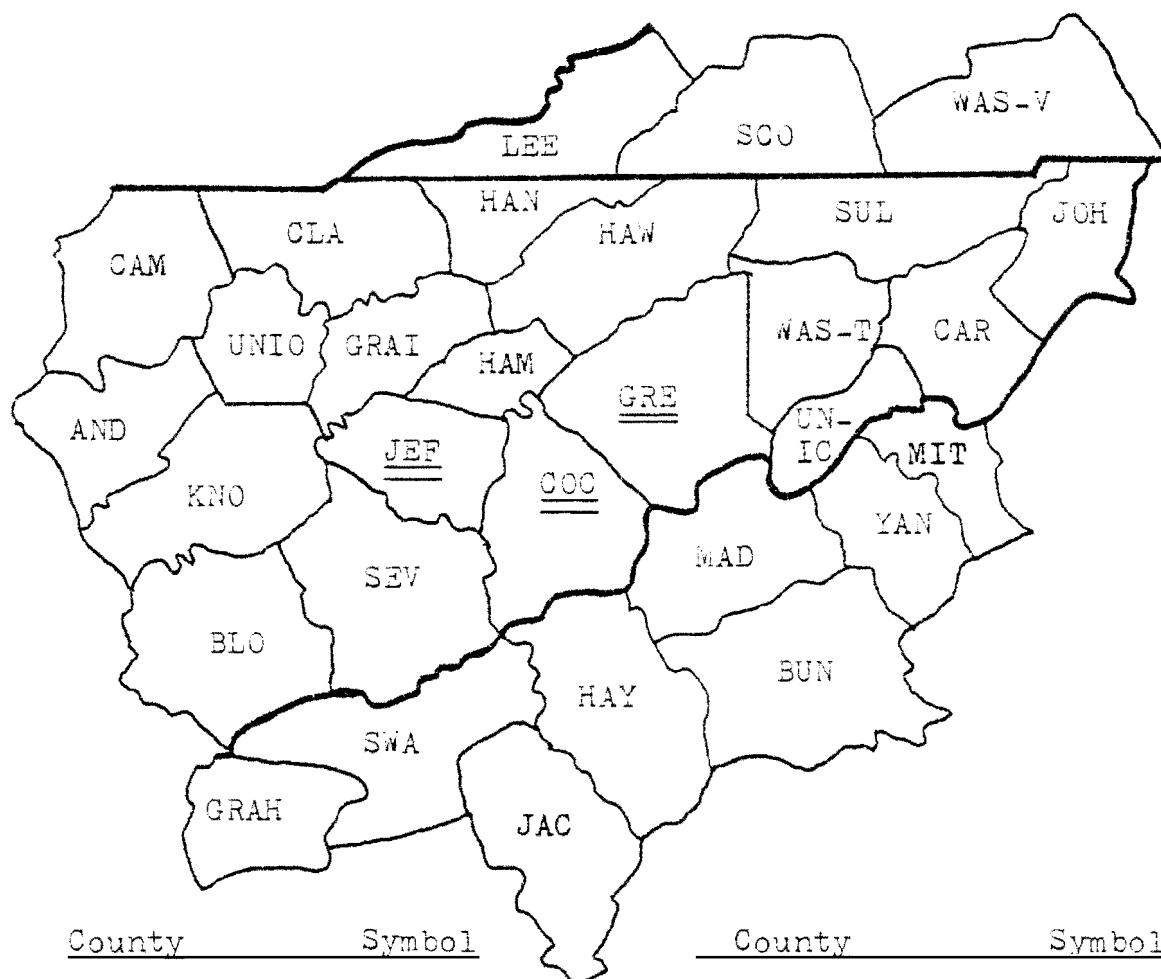 WAS-V
SCO
LEE
HAN
SUL
JOH
CLA
HAW
CAM
UNIO
GRAI
WAS-T
CAR
HAM
GRE
AND
JEF
UN-
IC
MIT
KNO
COC
YAN
MAD
SEV
BLO
BUN
HAY
SWA
GRAH
JAC
County Symbol County Symbol